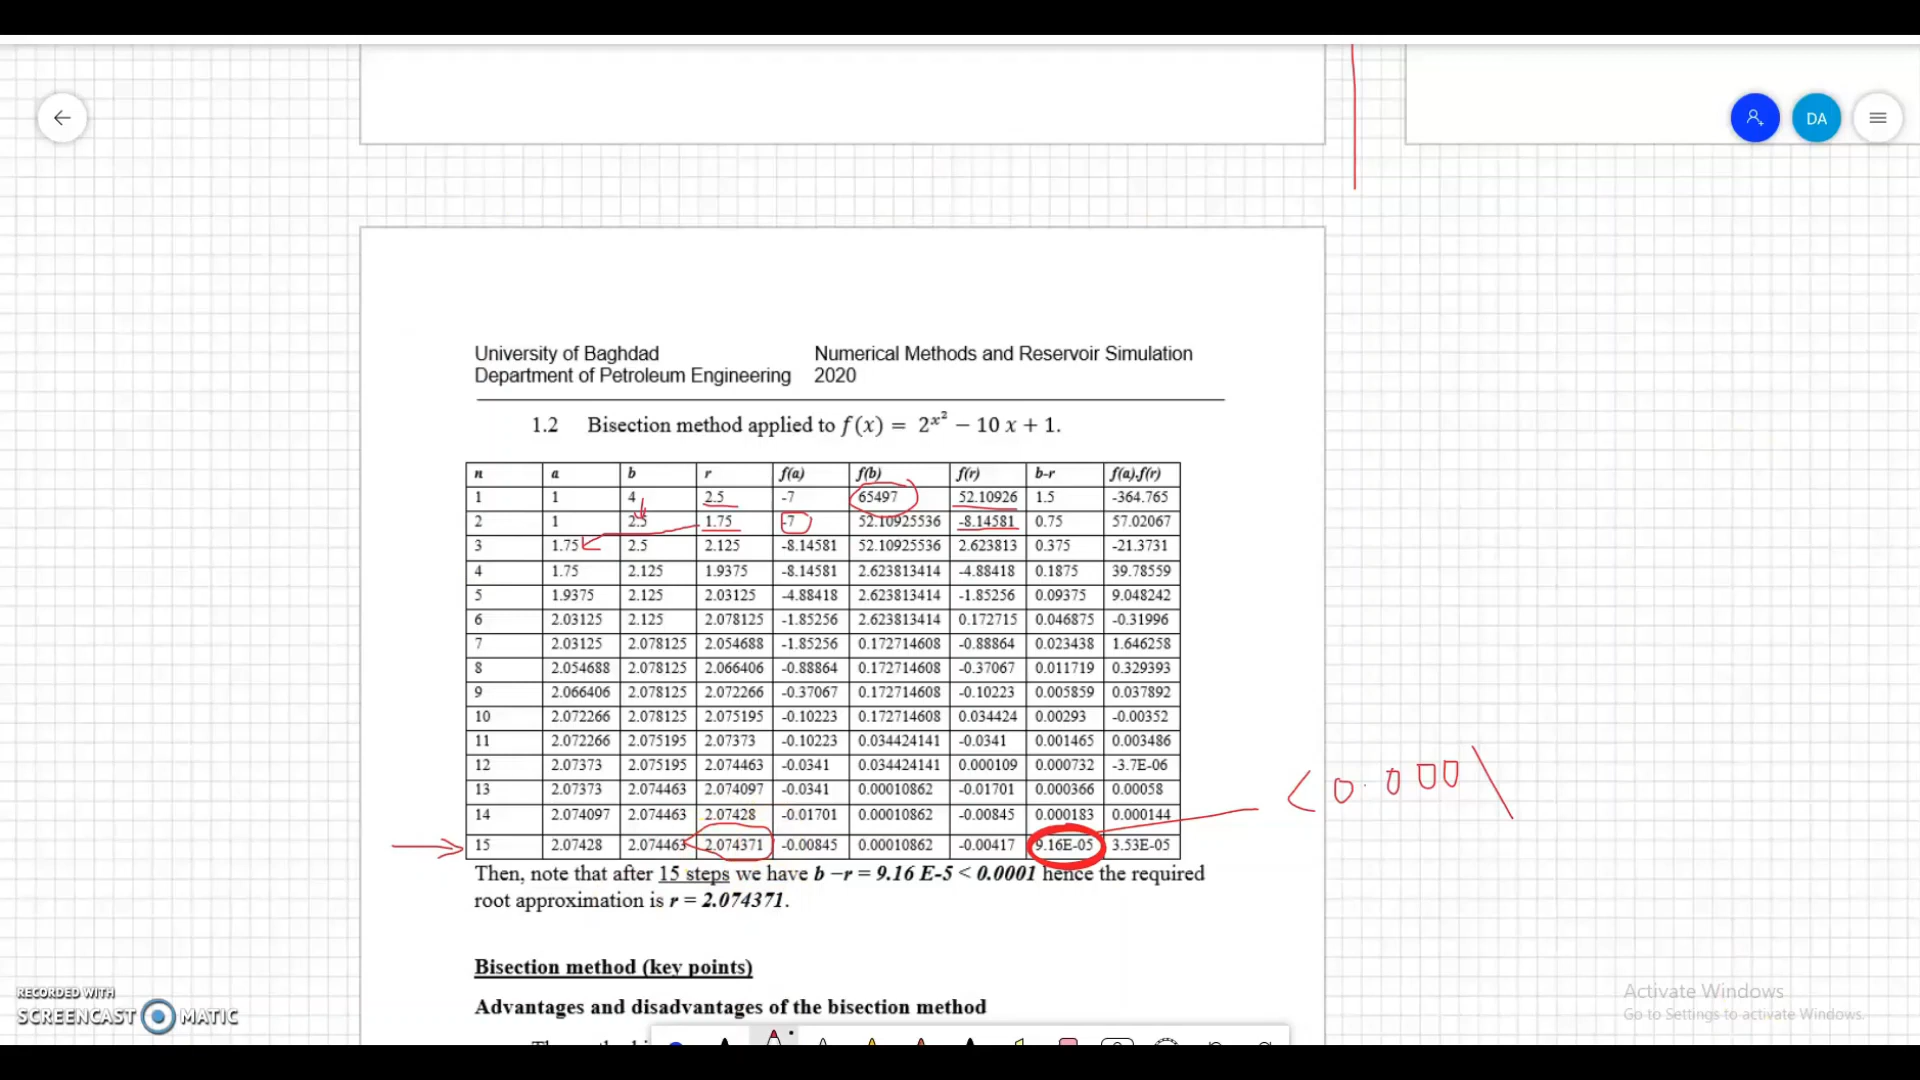 DA
University of Baghdad Numerical Methods and Reservoir Simulation
Department of Petroleum Engineering 2020
1.2 Bisection method applied to f(x) = 2^{x^2} − 10 x + 1.
n a b r f(a) f(b) f(r) b-r f(a).f(r)
1 1 4 2.5 -7 65497 52.10926 1.5 -364.765
2 1 2.5 1.75 -7 52.10925536 -8.14581 0.75 57.02067
3 1.75 2.5 2.125 -8.14581 52.10925536 2.623813 0.375 -21.3731
4 1.75 2.125 1.9375 -8.14581 2.623813414 -4.88418 0.1875 39.78559
5 1.9375 2.125 2.03125 -4.88418 2.623813414 -1.85256 0.09375 9.048242
6 2.03125 2.125 2.078125 -1.85256 2.623813414 0.172715 0.046875 -0.31996
7 2.03125 2.078125 2.054688 -1.85256 0.172714608 -0.88864 0.023438 1.646258
8 2.054688 2.078125 2.066406 -0.88864 0.172714608 -0.37067 0.011719 0.329393
9 2.066406 2.078125 2.072266 -0.37067 0.172714608 -0.10223 0.005859 0.037892
10 2.072266 2.078125 2.075195 -0.10223 0.172714608 0.034424 0.00293 -0.00352
11 2.072266 2.075195 2.07373 -0.10223 0.034424141 -0.0341 0.001465 0.003486
12 2.07373 2.075195 2.074463 -0.0341 0.034424141 0.000109 0.000732 -3.7E-06
13 2.07373 2.074463 2.074097 -0.0341 0.00010862 -0.01701 0.000366 0.00058
14 2.074097 2.074463 2.07428 -0.01701 0.00010862 -0.00845 0.000183 0.000144
15 2.07428 2.074463 2.074371 -0.00845 0.00010862 -0.00417 9.16E-05 3.53E-05
< 0.0001
Then, note that after 15 steps we have b −r = 9.16 E-5 < 0.0001 hence the required
root approximation is r = 2.074371.
Bisection method (key points)
Advantages and disadvantages of the bisection method
RECORDED WITH
SCREENCAST MATIC
Activate Windows
Go to Settings to activate Windows.